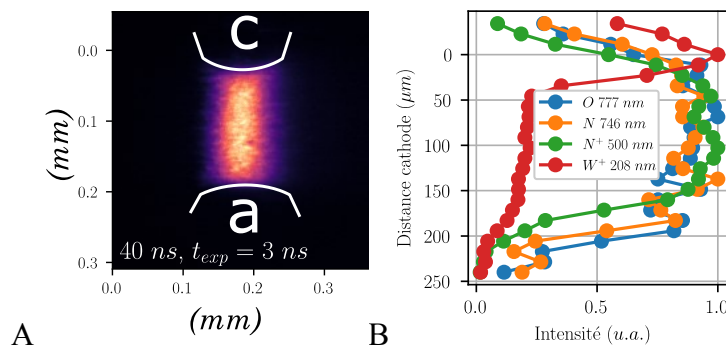 c
0.0
0.1
0.2
0.3
(mm)
a
40 ns, t_exp = 3 ns
0.0 0.1 0.2 0.3
(mm)
A
0
50
100
150
200
250
Distance cathode (μm)
O 777 nm
N 746 nm
N⁺ 500 nm
W⁺ 208 nm
0.0 0.5 1.0
Intensité (u.a.)
B